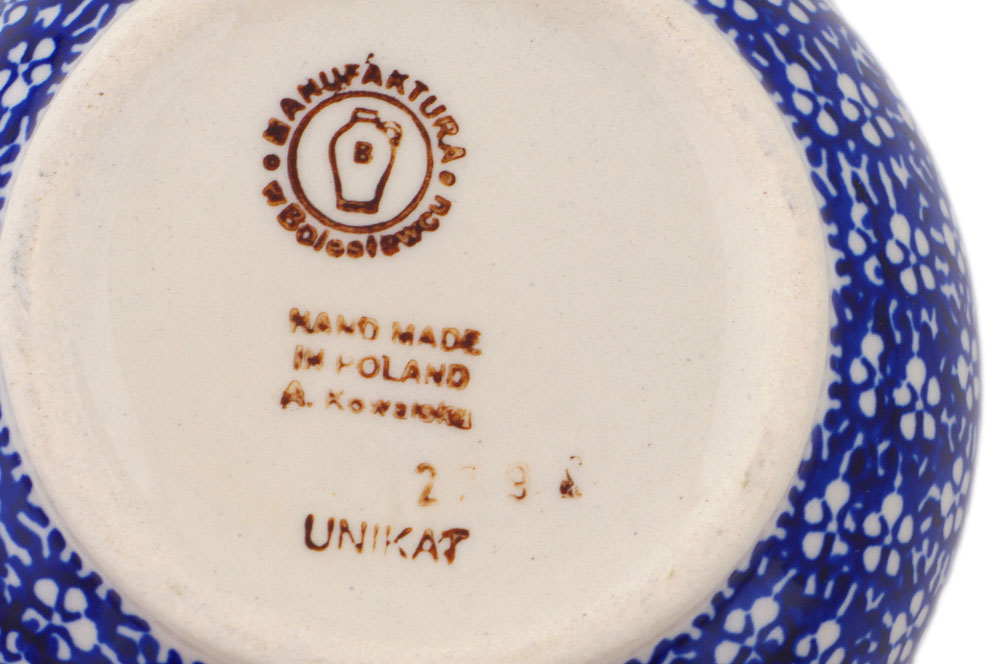 MANUFAKTURA
w Bolesławcu
B
HAND MADE
IN POLAND
A. Kowalska
UNIKAT